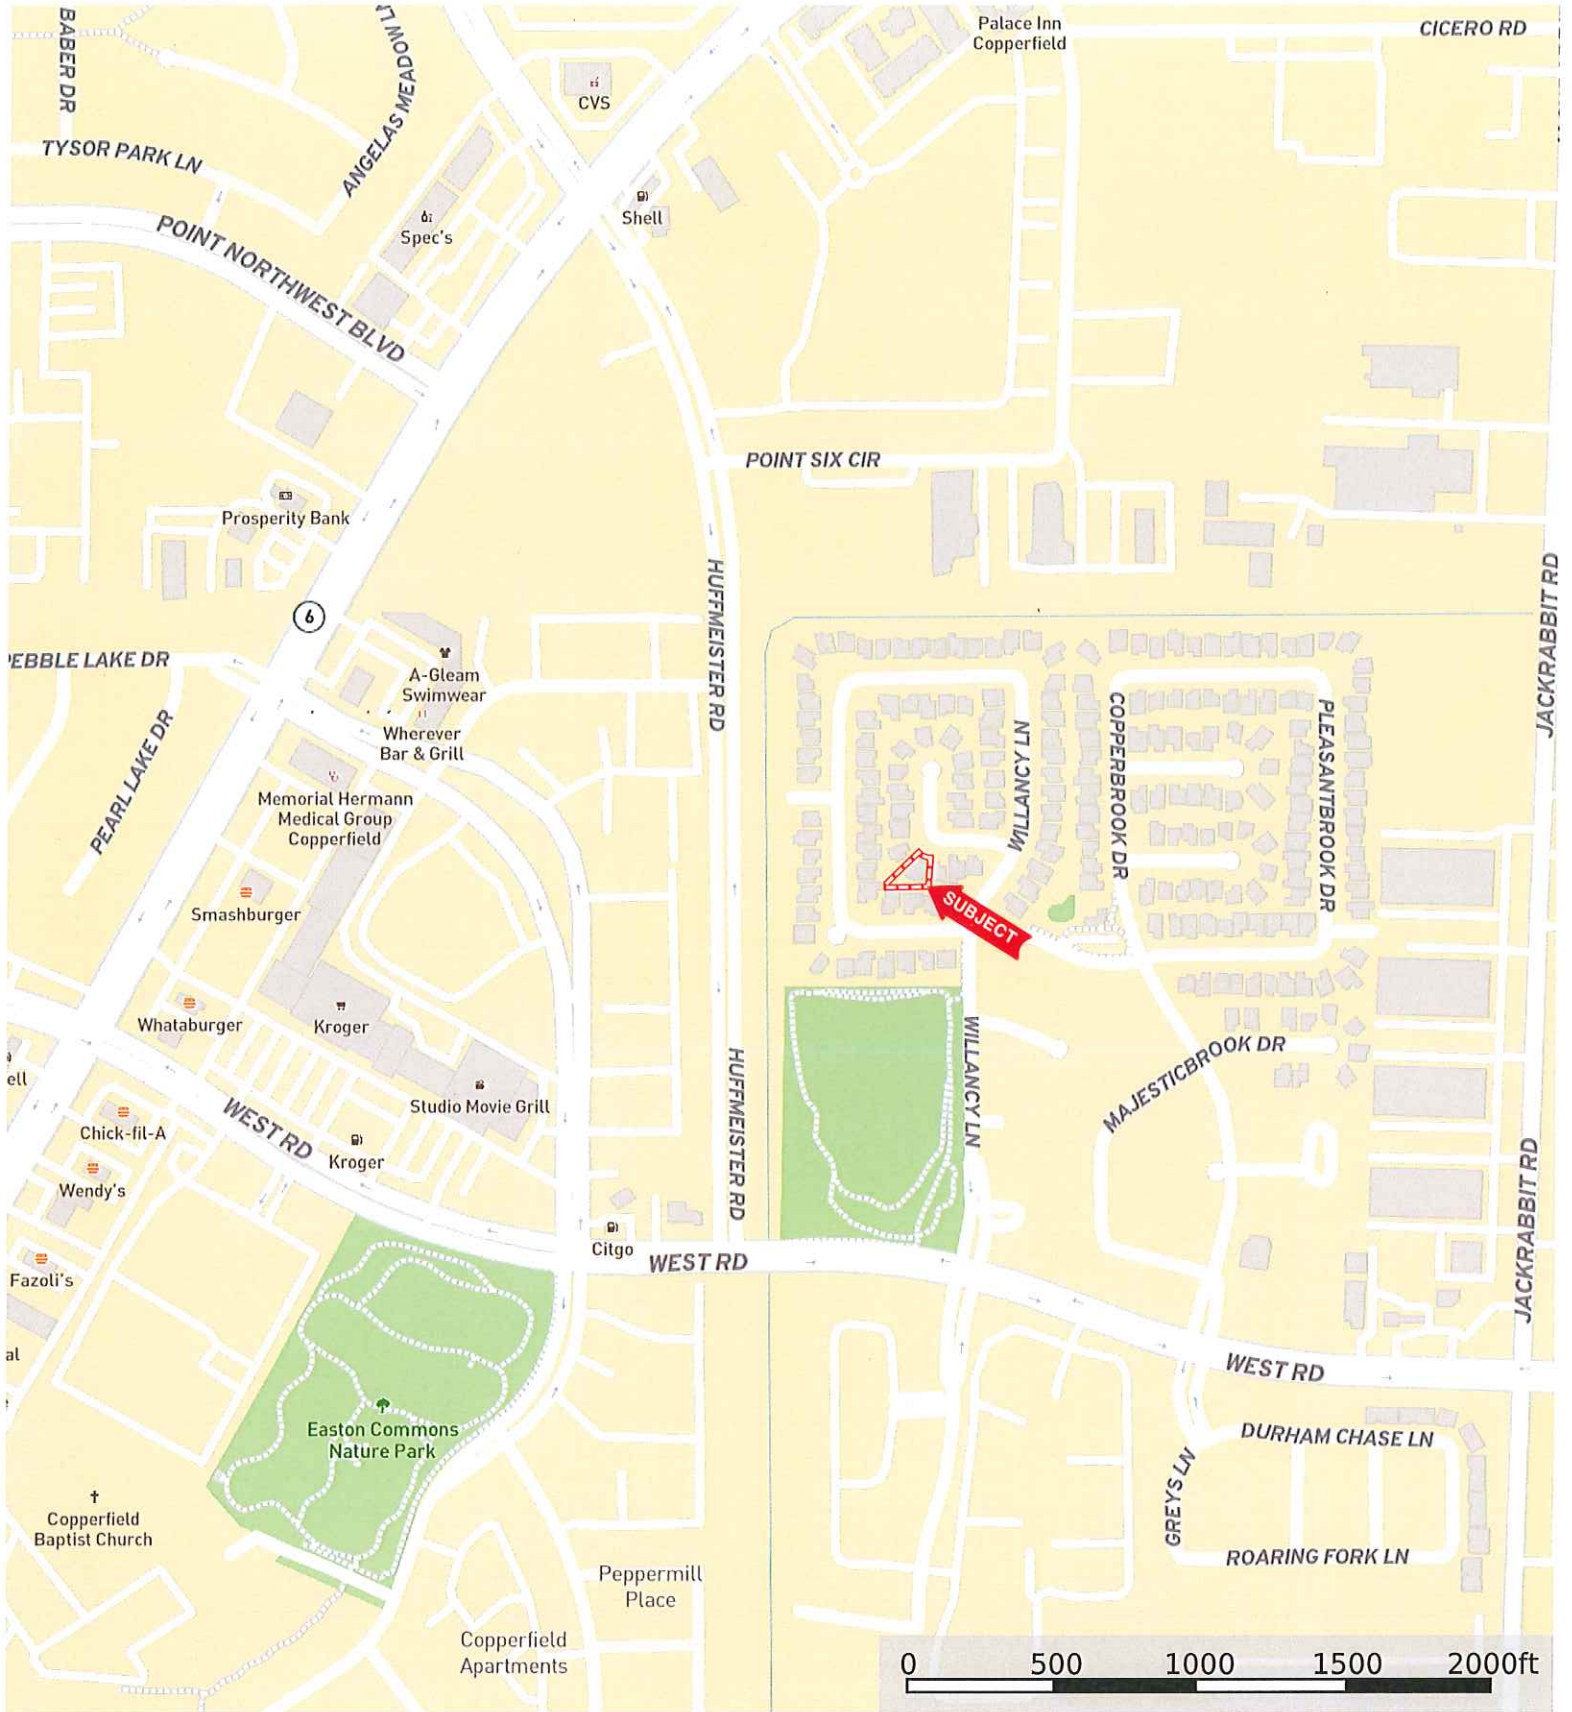 Palace Inn
Copperfield
CICERO RD
BABER DR
ANGELAS MEADOW LN
CVS
TYSOR PARK LN
Shell
Spec's
POINT NORTHWEST BLVD
POINT SIX CIR
Prosperity Bank
6
HUFFMEISTER RD
JACKRABBIT RD
PEBBLE LAKE DR
A-Gleam
Swimwear
Wherever
Bar & Grill
PEARL LAKE DR
WILLANCY LN
COPPERBROOK DR
PLEASANTBROOK DR
Memorial Hermann
Medical Group
Copperfield
Smashburger
SUBJECT
Whataburger
Kroger
WILLANCY LN
MAJESTICBROOK DR
HUFFMEISTER RD
ell
Studio Movie Grill
WEST RD
Chick-fil-A
Kroger
Wendy's
JACKRABBIT RD
Citgo
WEST RD
Fazoli's
al
WEST RD
Easton Commons
Nature Park
DURHAM CHASE LN
GREYS LN
Copperfield
Baptist Church
ROARING FORK LN
Peppermill
Place
Copperfield
Apartments
0 500 1000 1500 2000ft